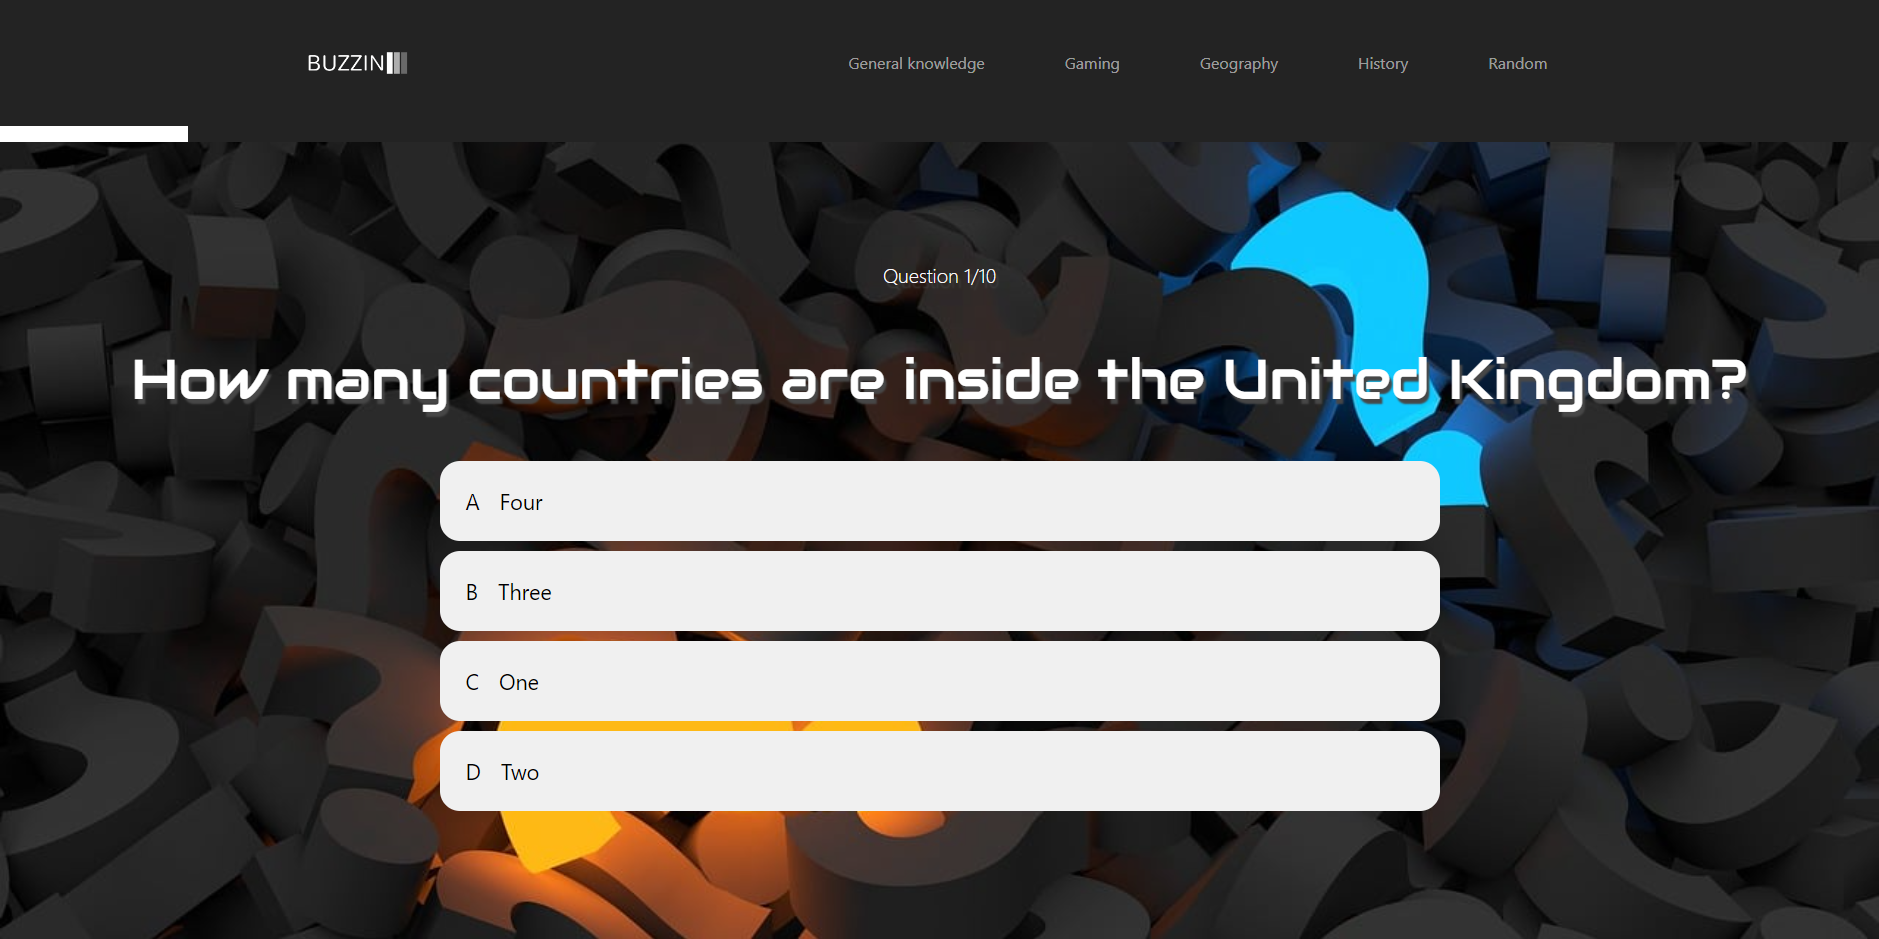 BUZZIN
General knowledge
Gaming
Geography
History
Random
Question 1/10
How many countries are inside the United Kingdom?
A Four
B Three
C One
D Two